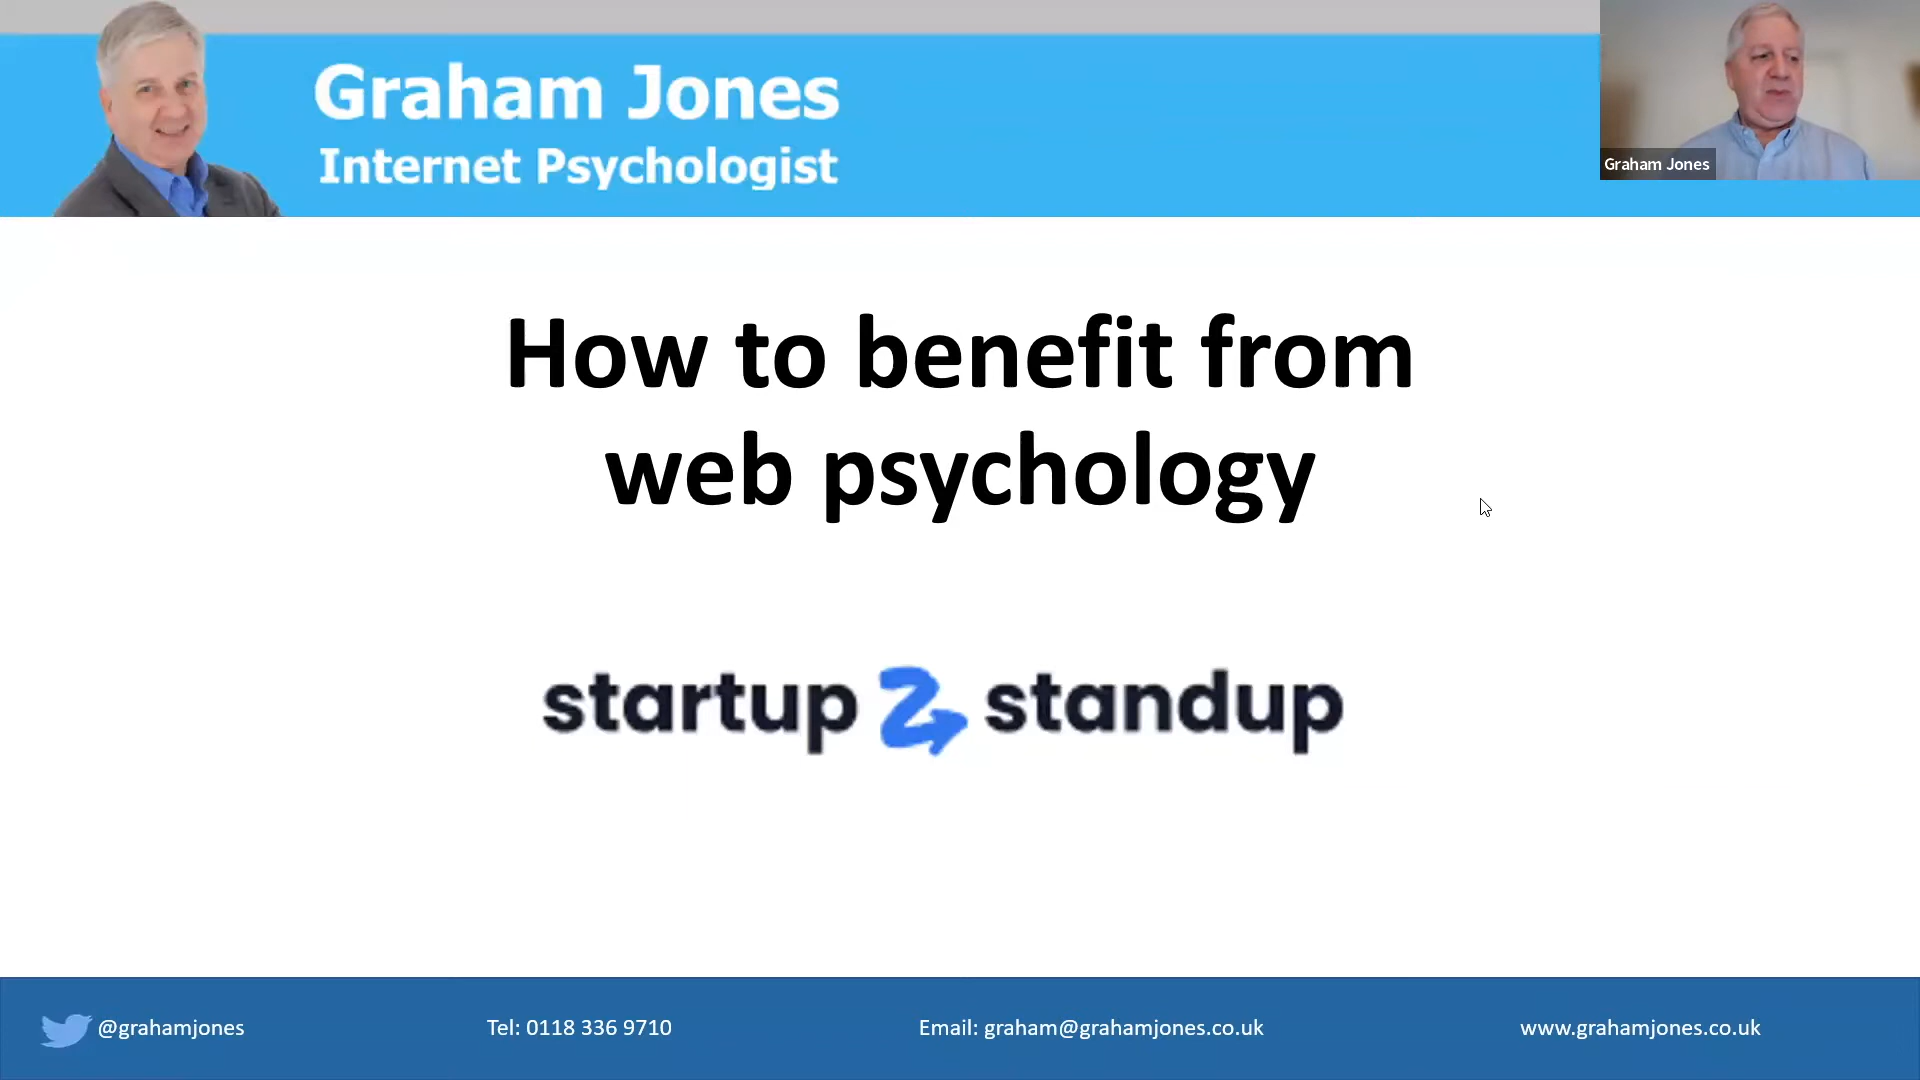 Graham Jones
Internet Psychologist
Graham Jones
How to benefit from
web psychology
startup 2 standup
@grahamjones
Tel: 0118 336 9710
Email: graham@grahamjones.co.uk
www.grahamjones.co.uk